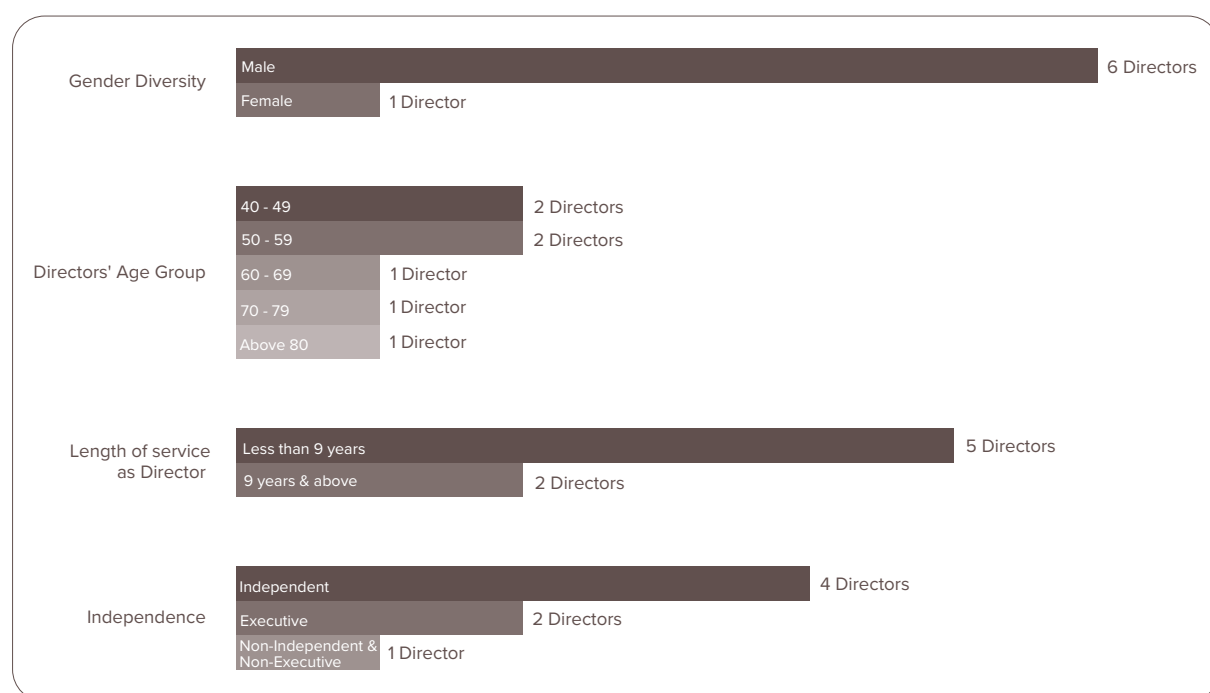 Gender Diversity
Male
6 Directors
Female
1 Director
Directors' Age Group
40 - 49
2 Directors
50 - 59
2 Directors
60 - 69
1 Director
70 - 79
1 Director
Above 80
1 Director
Length of service
as Director
Less than 9 years
5 Directors
9 years & above
2 Directors
Independence
Independent
4 Directors
Executive
2 Directors
Non-Independent &
Non-Executive
1 Director